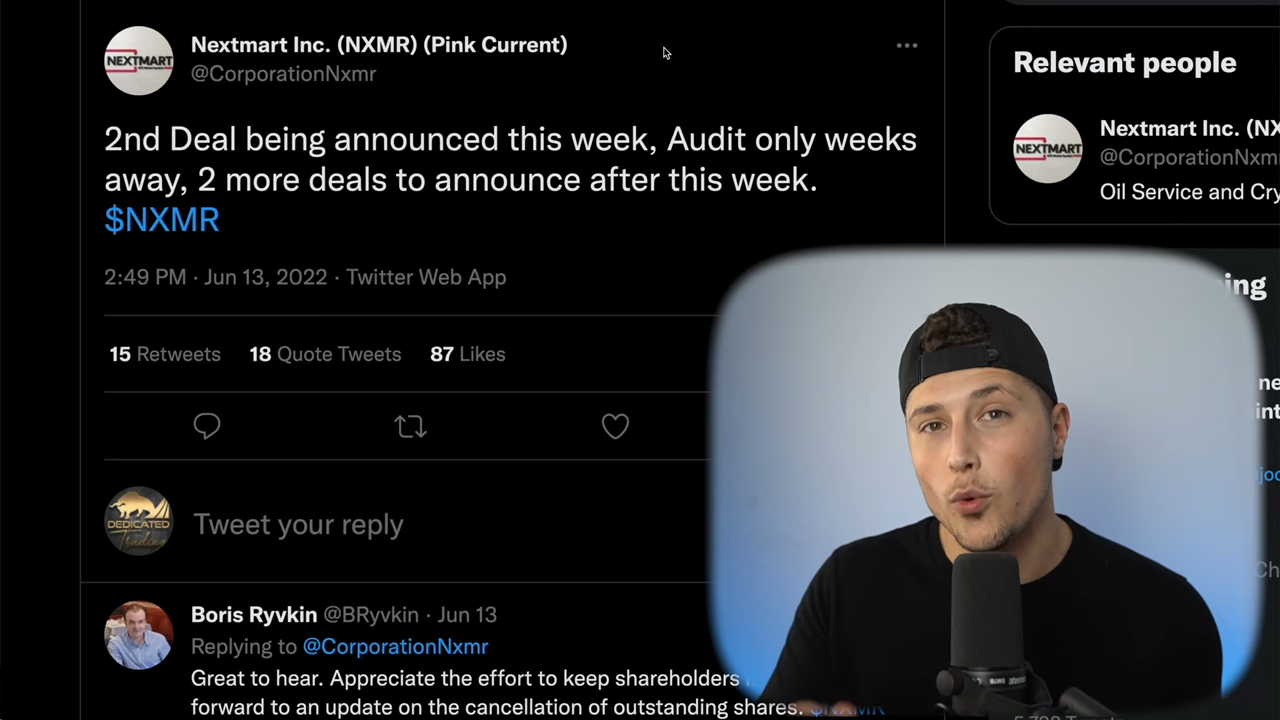 Nextmart Inc. (NXMR) (Pink Current)
@CorporationNxmr
NEXTMART
2nd Deal being announced this week, Audit only weeks
away, 2 more deals to announce after this week.
$NXMR
2:49 PM · Jun 13, 2022 · Twitter Web App
15 Retweets 18 Quote Tweets 87 Likes
DEDICATED
Trading
Tweet your reply
Boris Ryvkin @BRyvkin · Jun 13
Replying to @CorporationNxmr
Great to hear. Appreciate the effort to keep shareholders
forward to an update on the cancellation of outstanding shares. $NXMR
Relevant people
NEXTMART
Nextmart Inc. (NX
@CorporationNxm
Oil Service and Cry